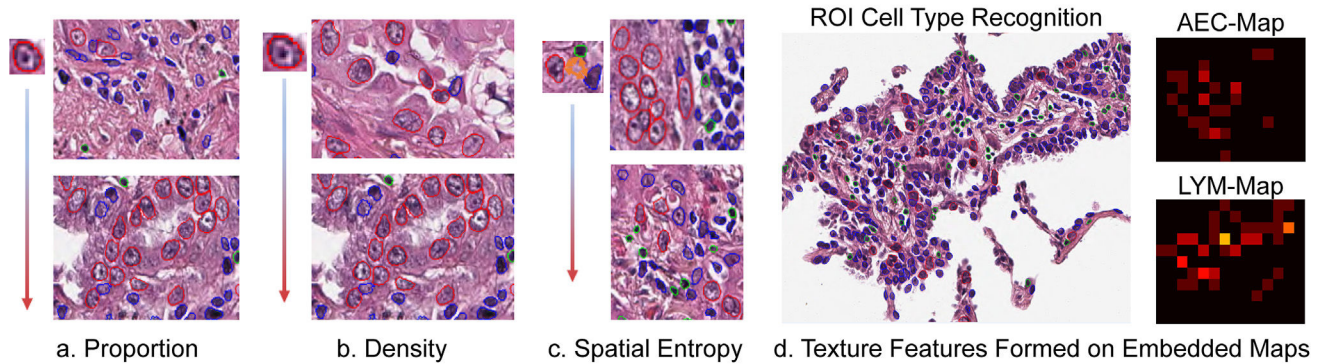 ROI Cell Type Recognition
AEC-Map
LYM-Map
a. Proportion
b. Density
c. Spatial Entropy
d. Texture Features Formed on Embedded Maps